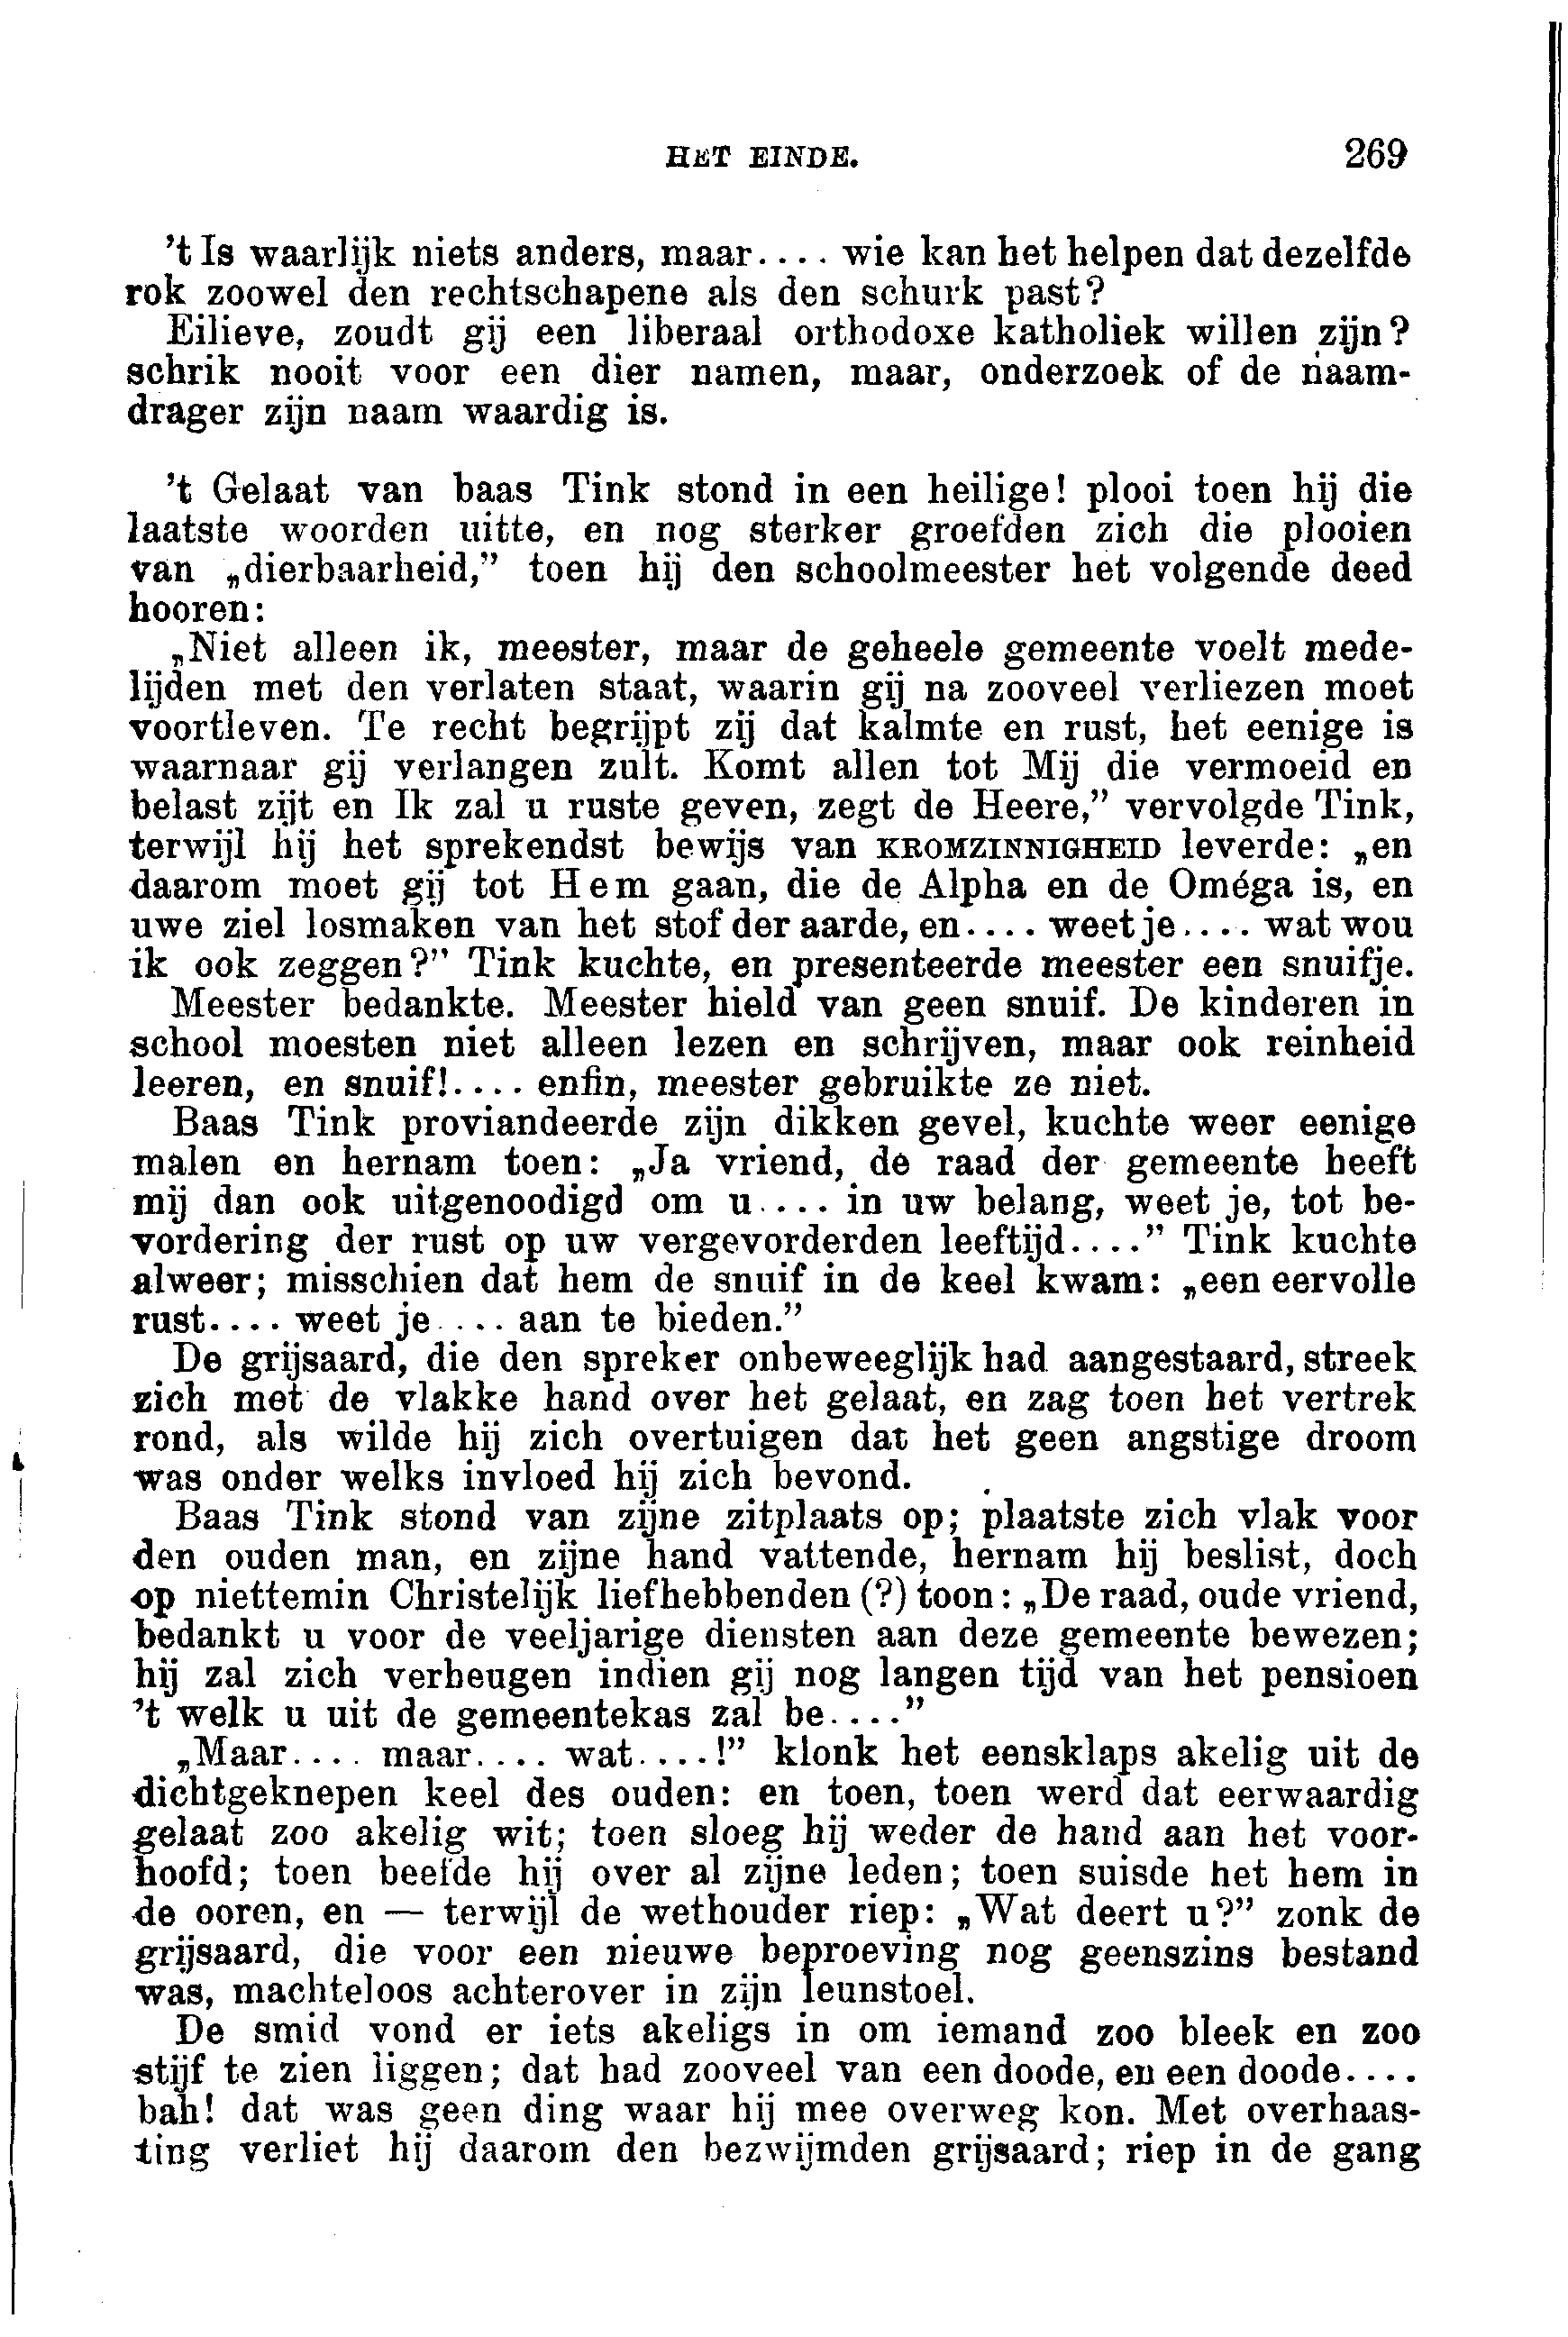 HET EINDE. 269
't Is waarlijk niets anders, maar.... wie kan het helpen dat dezelfde
rok zoowel den rechtschapene als den schurk past?
Eilieve, zoudt gij een liberaal orthodoxe katholiek willen zijn?
schrik nooit voor een dier namen, maar, onderzoek of de naam-
drager zijn naam waardig is.
't Gelaat van baas Tink stond in een heilige! plooi toen hij die
laatste woorden uitte, en nog sterker groefden zich die plooien
van „dierbaarheid,” toen hij den schoolmeester het volgende deed
hooren:
„Niet alleen ik, meester, maar de geheele gemeente voelt mede-
lijden met den verlaten staat, waarin gij na zooveel verliezen moet
voortleven. Te recht begrijpt zij dat kalmte en rust, het eenige is
waarnaar gij verlangen zult. Komt allen tot Mij die vermoeid en
belast zijt en Ik zal u ruste geven, zegt de Heere,” vervolgde Tink,
terwijl hij het sprekendst bewijs van KROMZINNIGHEID leverde: „en
daarom moet gij tot Hem gaan, die de Alpha en de Oméga is, en
uwe ziel losmaken van het stof der aarde, en.... weet je.... wat wou
ik ook zeggen?” Tink kuchte, en presenteerde meester een snuifje.
Meester bedankte. Meester hield van geen snuif. De kinderen in
school moesten niet alleen lezen en schrijven, maar ook reinheid
leeren, en snuif!.... enfin, meester gebruikte ze niet.
Baas Tink proviandeerde zijn dikken gevel, kuchte weer eenige
malen en hernam toen: „Ja vriend, de raad der gemeente heeft
mij dan ook uitgenoodigd om u.... in uw belang, weet je, tot be-
vordering der rust op uw vergevorderden leeftijd....” Tink kuchte
alweer; misschien dat hem de snuif in de keel kwam: „een eervolle
rust.... weet je.... aan te bieden.”
De grijsaard, die den spreker onbeweeglijk had aangestaard, streek
zich met de vlakke hand over het gelaat, en zag toen het vertrek
rond, als wilde hij zich overtuigen dat het geen angstige droom
was onder welks invloed hij zich bevond.
Baas Tink stond van zijne zitplaats op; plaatste zich vlak voor
den ouden man, en zijne hand vattende, hernam hij beslist, doch
op niettemin Christelijk liefhebbenden (?) toon: „De raad, oude vriend,
bedankt u voor de veeljarige diensten aan deze gemeente bewezen;
hij zal zich verheugen indien gij nog langen tijd van het pensioen
't welk u uit de gemeentekas zal be....”
„Maar.... maar.... wat....!” klonk het eensklaps akelig uit de
dichtgeknepen keel des ouden: en toen, toen werd dat eerwaardig
gelaat zoo akelig wit; toen sloeg hij weder de hand aan het voor-
hoofd; toen beefde hij over al zijne leden; toen suisde het hem in
de ooren, en — terwijl de wethouder riep: „Wat deert u?” zonk de
grijsaard, die voor een nieuwe beproeving nog geenszins bestand
was, machteloos achterover in zijn leunstoel.
De smid vond er iets akeligs in om iemand zoo bleek en zoo
stijf te zien liggen; dat had zooveel van een doode, en een doode....
bah! dat was geen ding waar hij mee overweg kon. Met overhaas-
ting verliet hij daarom den bezwijmden grijsaard; riep in de gang